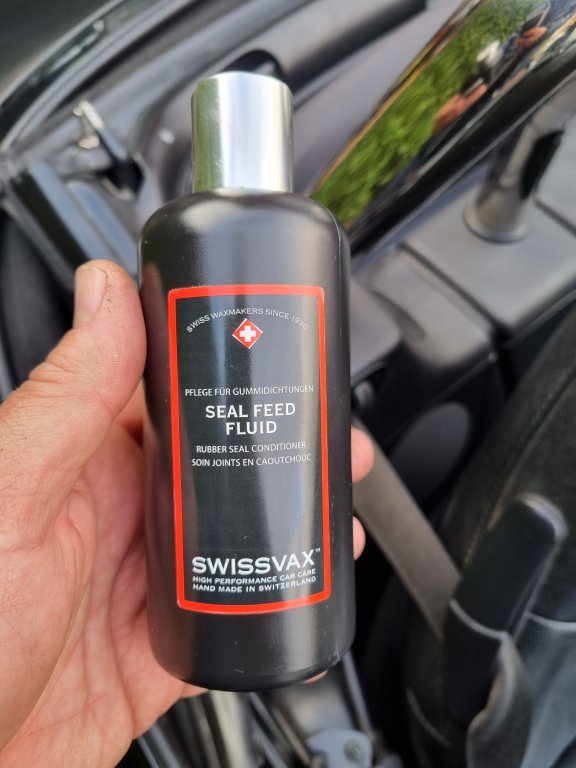 SWISS WAXMAKERS SINCE 1930
PFLEGE FÜR GUMMIDICHTUNGEN
SEAL FEED
FLUID
RUBBER SEAL CONDITIONER
SOIN JOINTS EN CAOUTCHOUC
SWISSVAX™
HIGH PERFORMANCE CAR CARE
HAND MADE IN SWITZERLAND